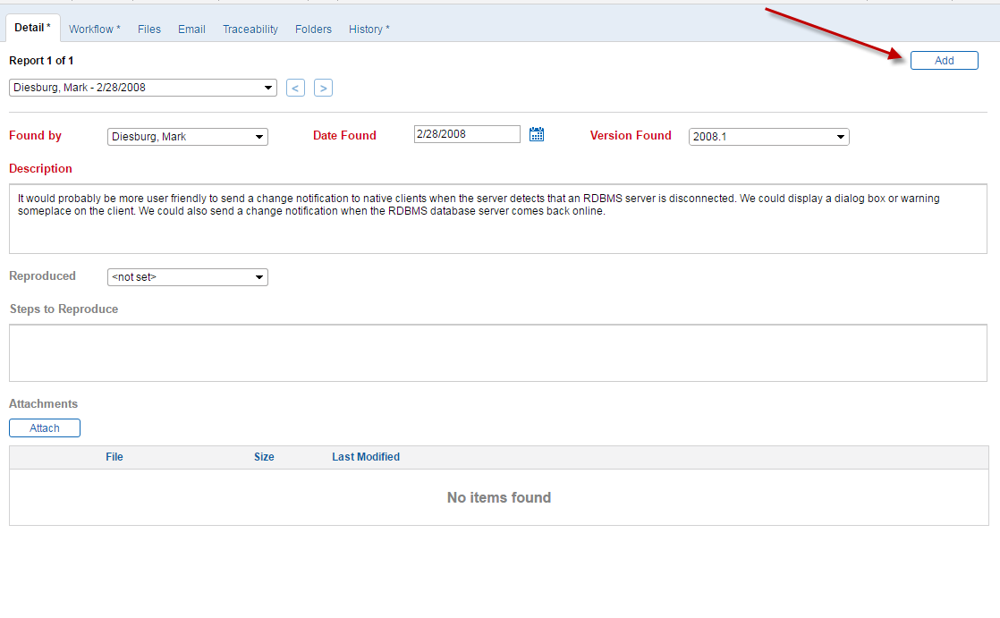 Detail * Workflow * Files Email Traceability Folders History *
Report 1 of 1 Add
Diesburg, Mark - 2/28/2008 < >
Found by Diesburg, Mark Date Found 2/28/2008 Version Found 2008.1
Description
It would probably be more user friendly to send a change notification to native clients when the server detects that an RDBMS server is disconnected. We could display a dialog box or warning
someplace on the client. We could also send a change notification when the RDBMS database server comes back online.
Reproduced <not set>
Steps to Reproduce
Attachments
Attach
File Size Last Modified
No items found